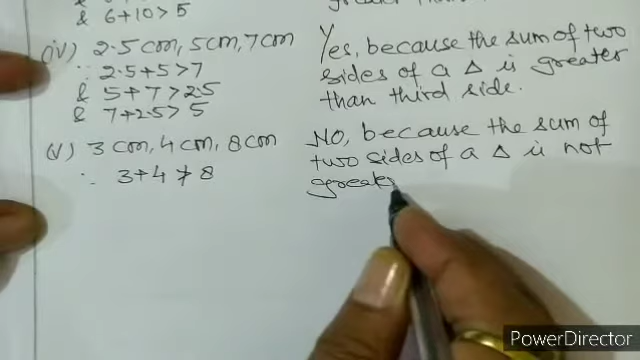 & 6+10 > 5
(iv) 2.5 cm, 5 cm, 7 cm
∵ 2.5+5 > 7
& 5+7 > 2.5
& 7+2.5 > 5
Yes, because the sum of two
sides of a Δ is greater
than third side.
(v) 3 cm, 4 cm, 8 cm
∵ 3+4 ≯ 8
No, because the sum of
two sides of a Δ is not
greate
PowerDirector